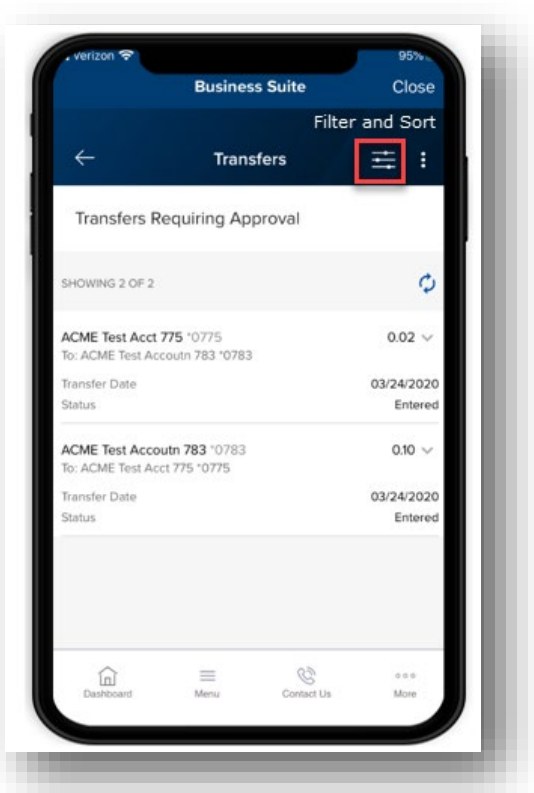 verizon 95%
Business Suite Close
Filter and Sort
Transfers
Transfers Requiring Approval
SHOWING 2 OF 2
ACME Test Acct 775 *0775 0.02
To: ACME Test Accoutn 783 *0783
Transfer Date 03/24/2020
Status Entered
ACME Test Accoutn 783 *0783 0.10
To: ACME Test Acct 775 *0775
Transfer Date 03/24/2020
Status Entered
Dashboard Menu Contact Us More